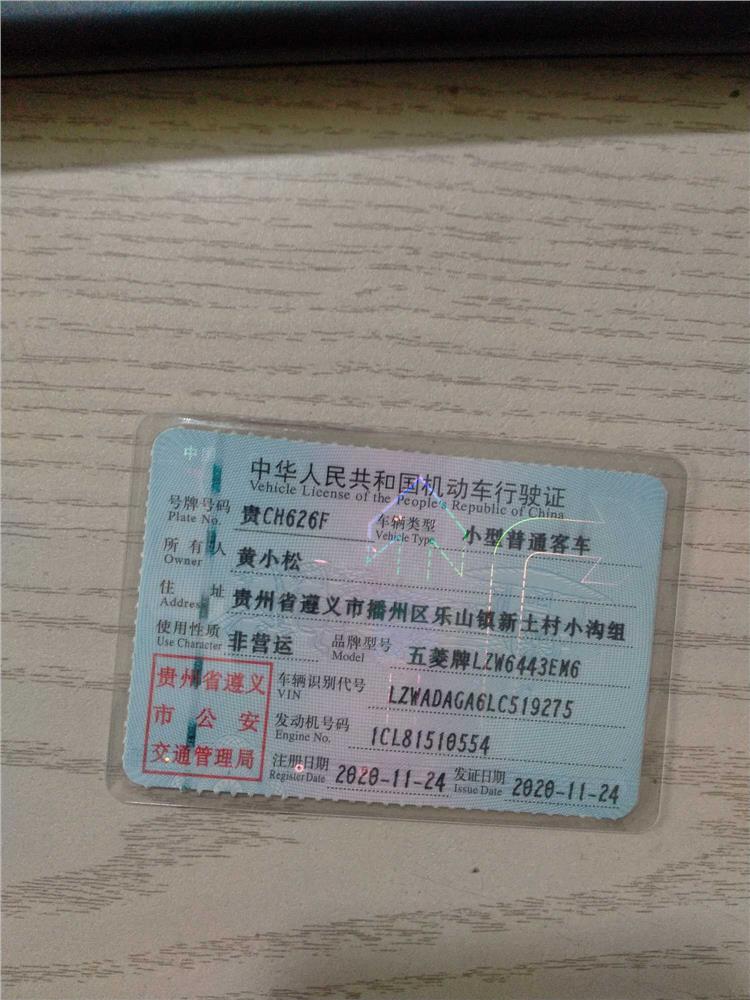 中华人民共和国机动车行驶证
Vehicle License of the People's Republic of China
号牌号码 贵CH626F 车辆类型 小型普通客车
Plate No. Vehicle Type
所有人 黄小松
Owner
住址 贵州省遵义市播州区乐山镇新土村小沟组
Address
使用性质 非营运 品牌型号 五菱牌LZW6443EM6
Use Character Model
贵州省遵义
市公安
交通管理局
车辆识别代号 LZWADAGA6LC519275
VIN
发动机号码 1CL81510554
Engine No.
注册日期 2020-11-24 发证日期 2020-11-24
Register Date Issue Date